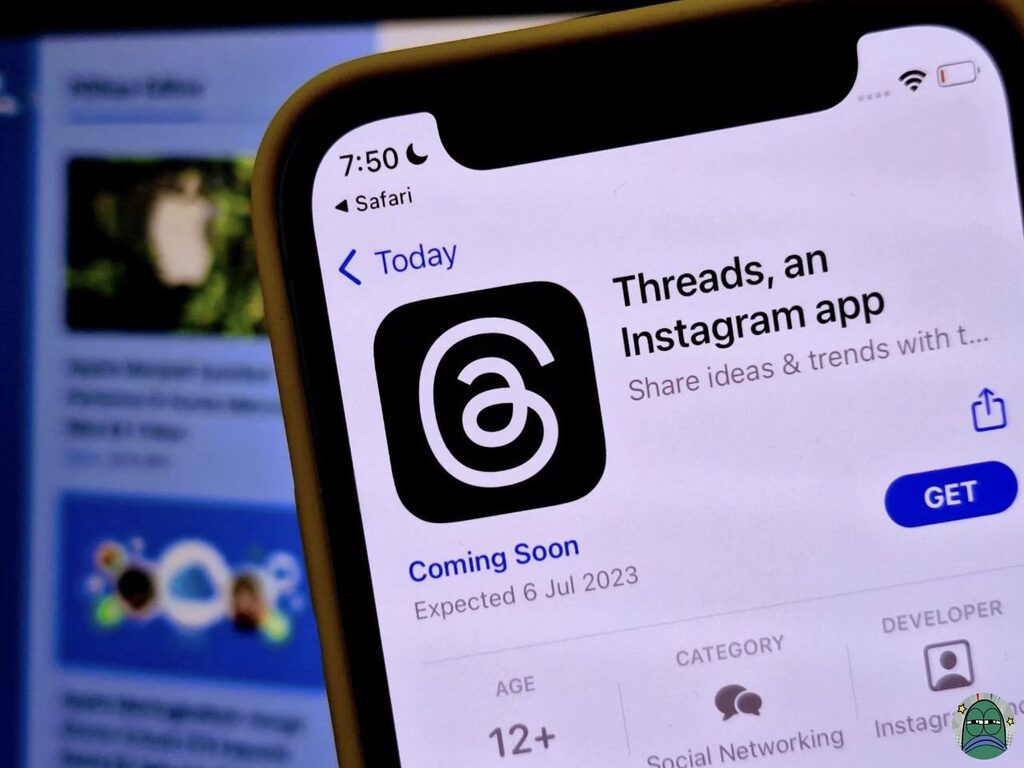 7:50
◀ Safari
Today
Threads, an
Instagram app
Share ideas & trends with t...
GET
Coming Soon
Expected 6 Jul 2023
AGE
12+
CATEGORY
Social Networking
DEVELOPER
Instagr